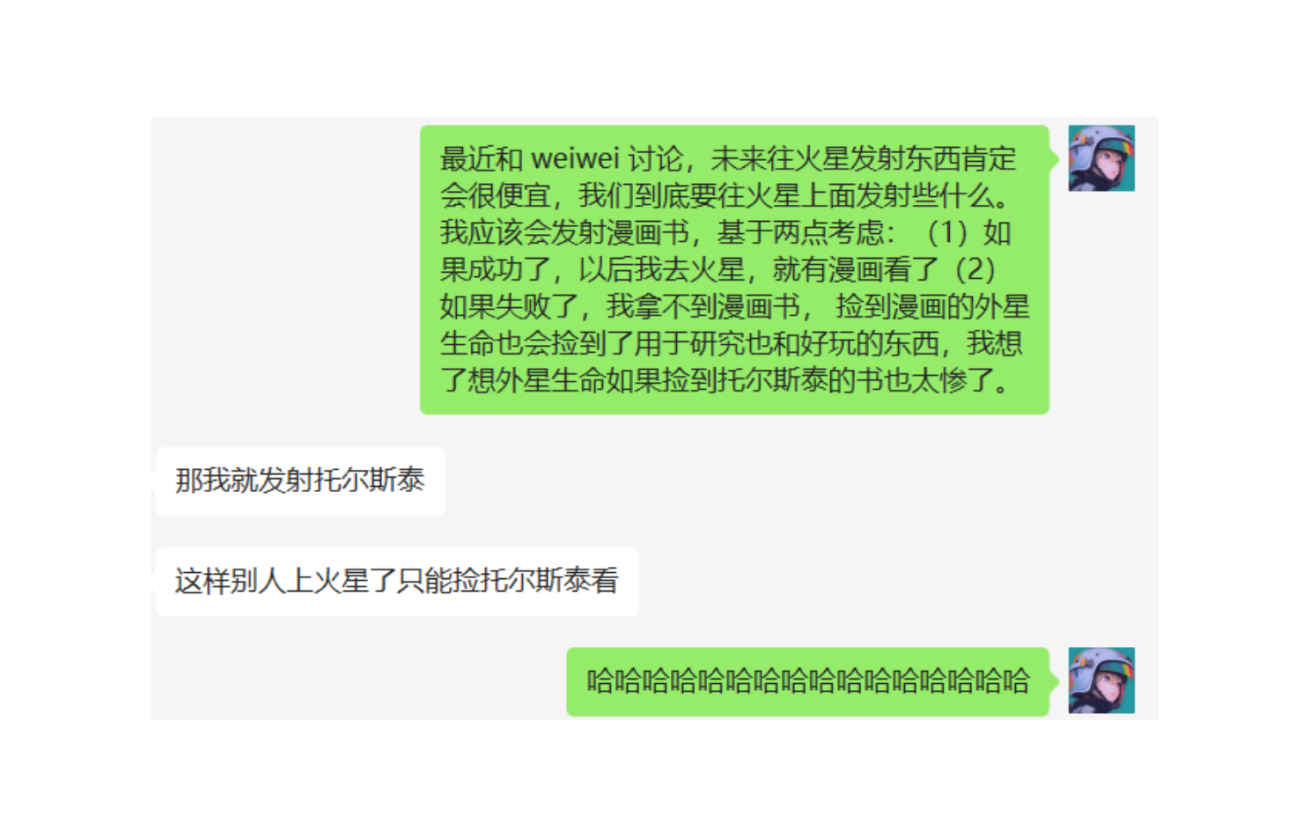 最近和 weiwei 讨论，未来往火星发射东西肯定
会很便宜，我们到底要往火星上面发射些什么。
我应该会发射漫画书，基于两点考虑：（1）如
果成功了，以后我去火星，就有漫画看了（2）
如果失败了，我拿不到漫画书， 捡到漫画的外星
生命也会捡到了用于研究也和好玩的东西，我想
了想外星生命如果捡到托尔斯泰的书也太惨了。
那我就发射托尔斯泰
这样别人上火星了只能捡托尔斯泰看
哈哈哈哈哈哈哈哈哈哈哈哈哈哈哈哈